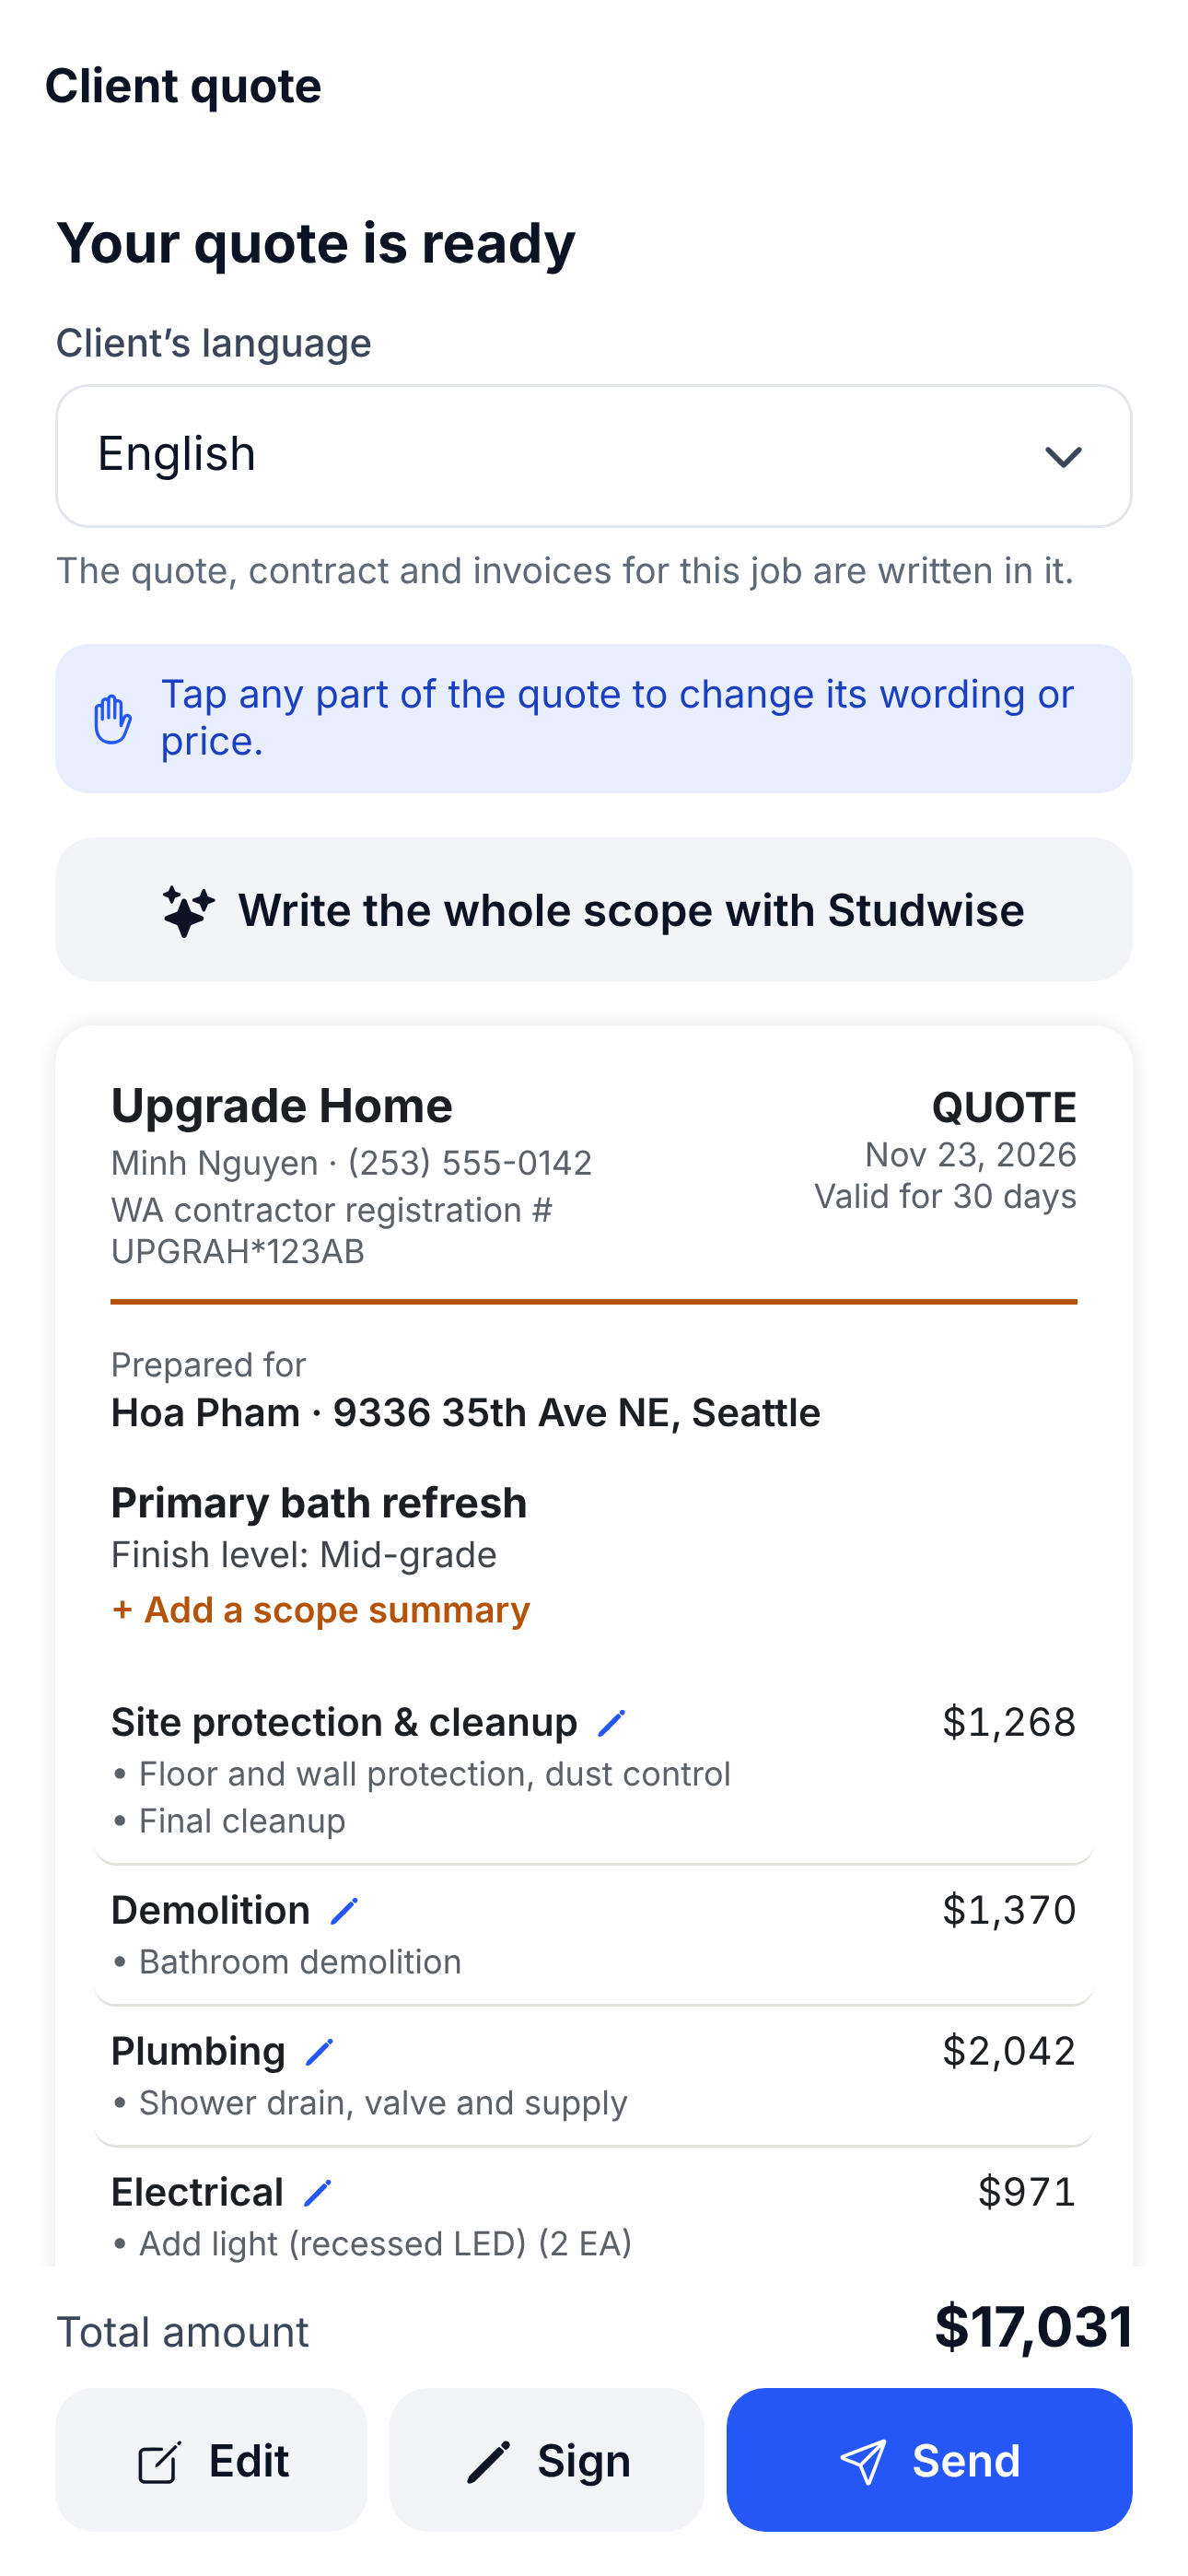 Client quote
Your quote is ready
Client’s language
English
The quote, contract and invoices for this job are written in it.
Tap any part of the quote to change its wording or
price.
Write the whole scope with Studwise
Upgrade Home
QUOTE
Minh Nguyen · (253) 555-0142
Nov 23, 2026
WA contractor registration #
Valid for 30 days
UPGRAH*123AB
Prepared for
Hoa Pham · 9336 35th Ave NE, Seattle
Primary bath refresh
Finish level: Mid-grade
+ Add a scope summary
Site protection & cleanup $1,268
• Floor and wall protection, dust control
• Final cleanup
Demolition $1,370
• Bathroom demolition
Plumbing $2,042
• Shower drain, valve and supply
Electrical $971
• Add light (recessed LED) (2 EA)
Total amount $17,031
Edit Sign Send